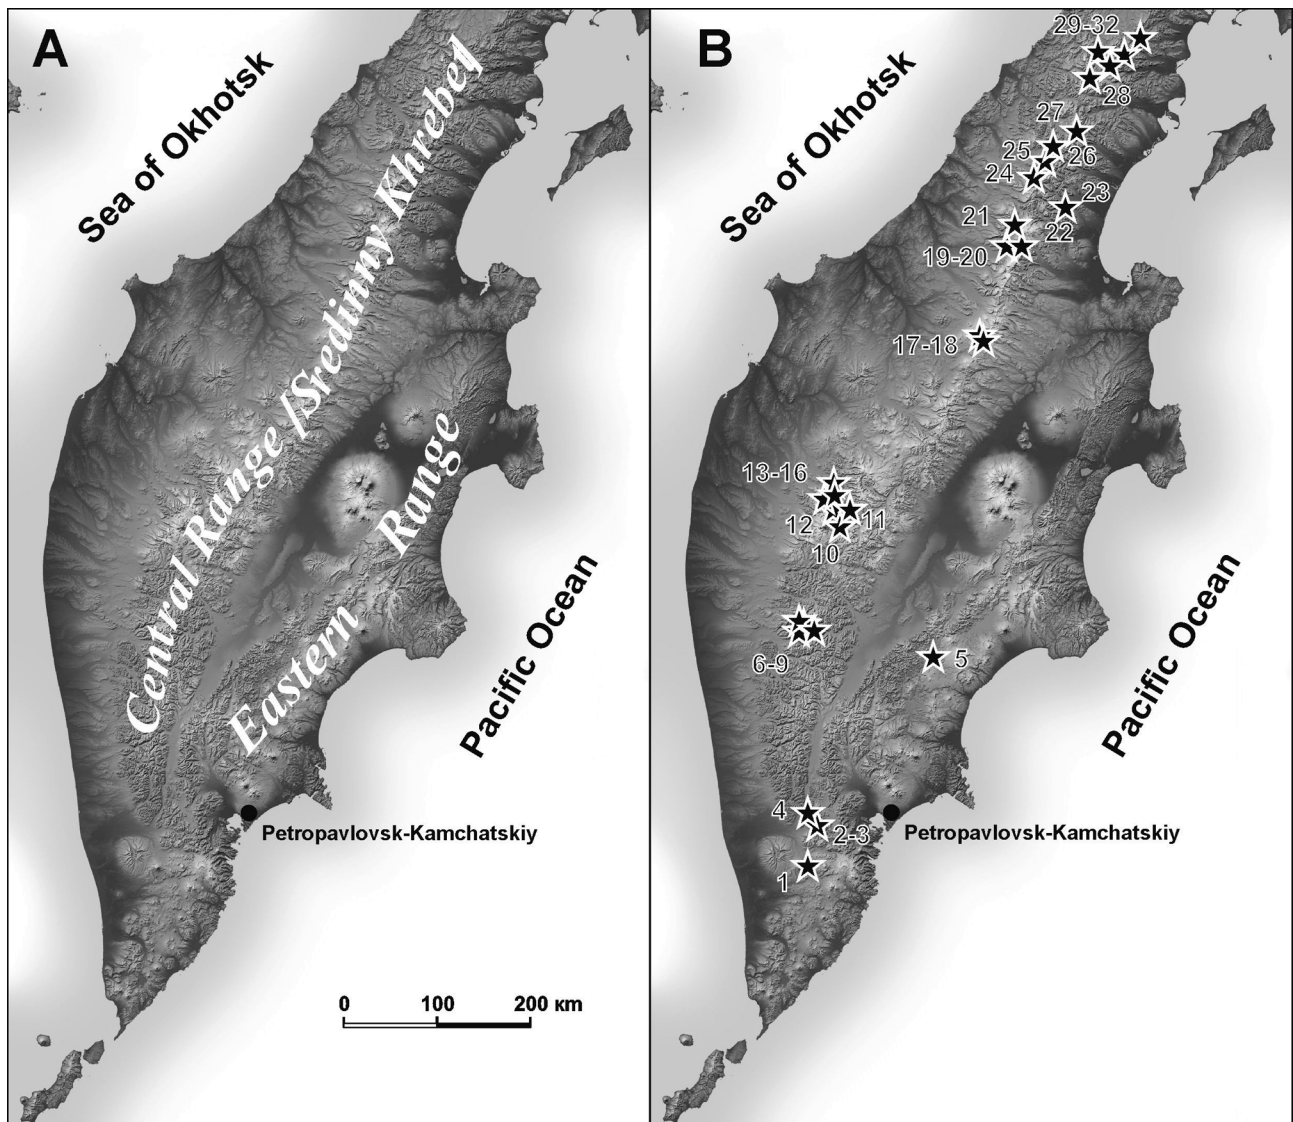 A
Sea of Okhotsk
Central Range /Sredinny Khrebet/
Eastern Range
Pacific Ocean
Petropavlovsk-Kamchatskiy
0 100 200 км
B
Sea of Okhotsk
29-32
28
27
26
25
24
23
22
21
19-20
17-18
13-16
12
11
10
6-9
5
Pacific Ocean
4
2-3
1
Petropavlovsk-Kamchatskiy